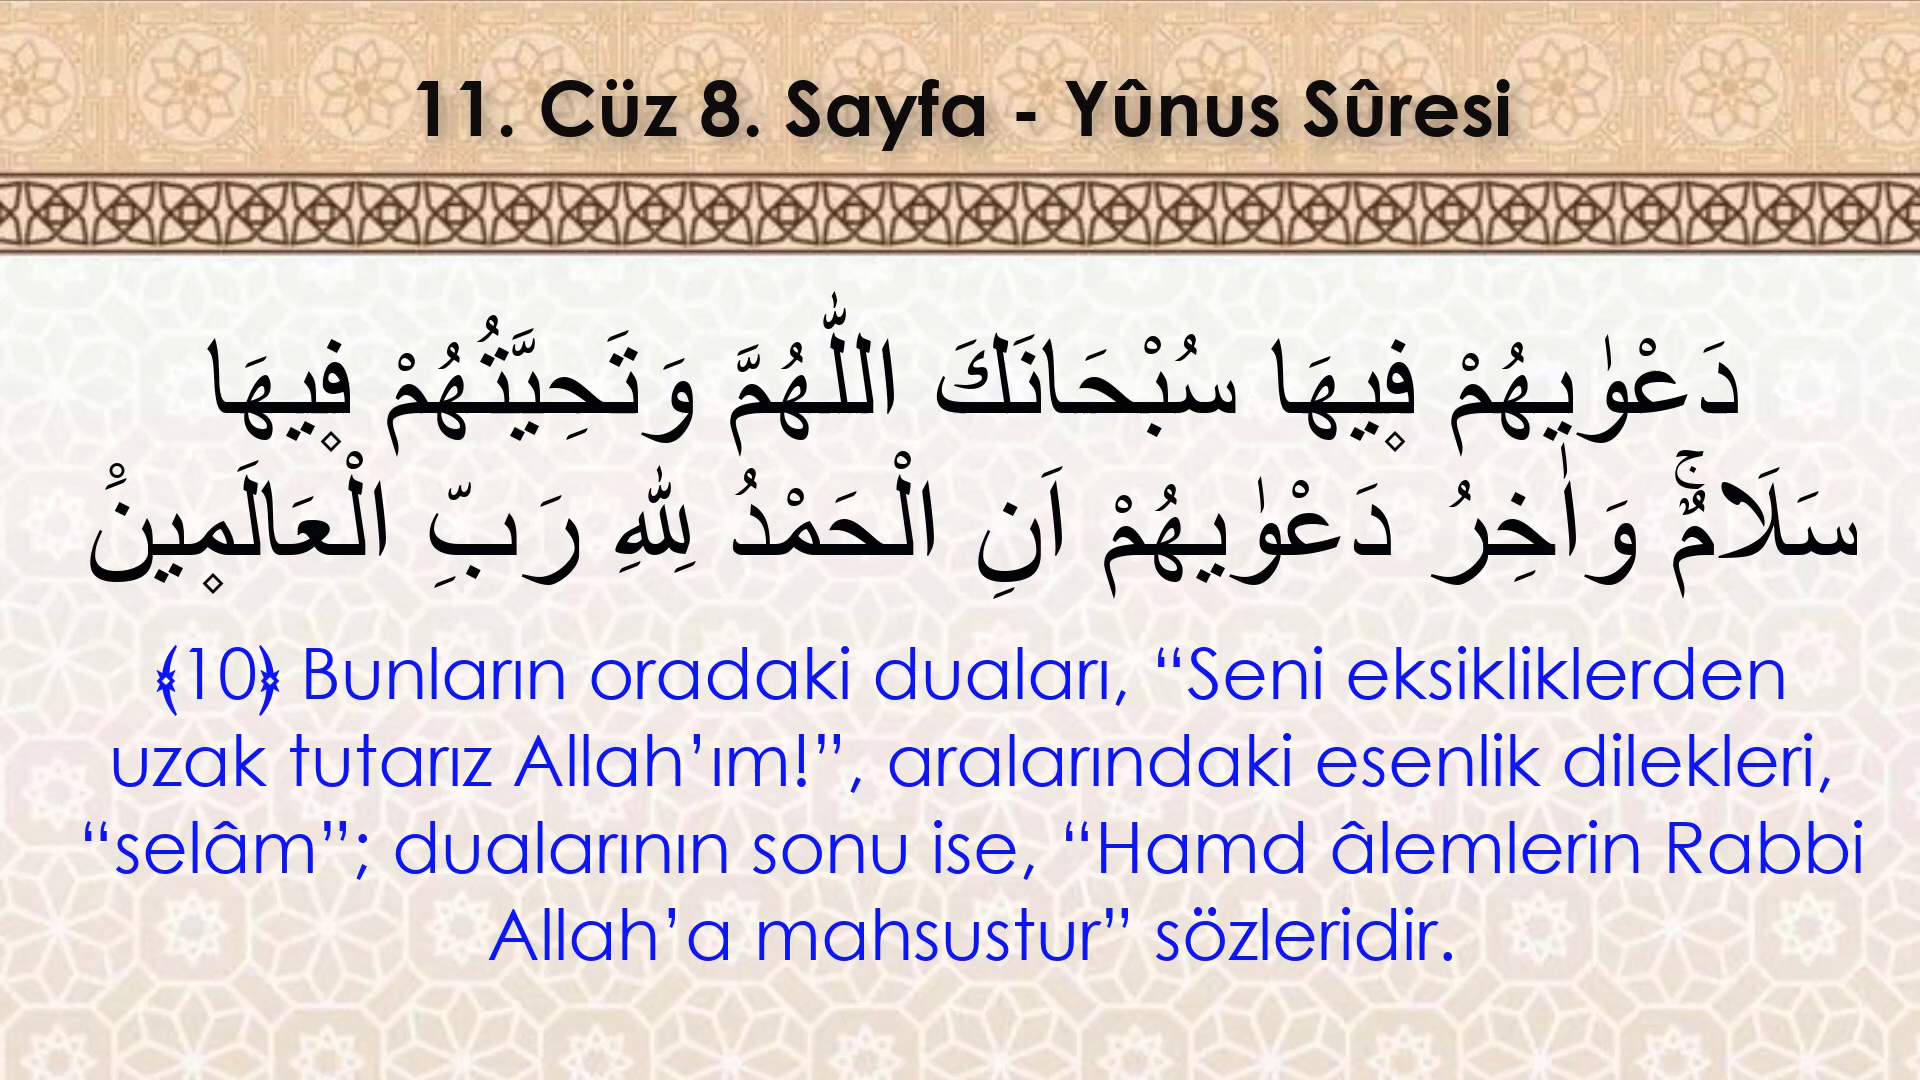 11. Cüz 8. Sayfa - Yûnus Sûresi
دَعْوٰيهُمْ ف۪يهَا سُبْحَانَكَ اللّٰهُمَّ وَتَحِيَّتُهُمْ ف۪يهَا
سَلَامٌۚ وَاٰخِرُ دَعْوٰيهُمْ اَنِ الْحَمْدُ لِلّٰهِ رَبِّ الْعَالَم۪ينَ۟
﴾10﴿ Bunların oradaki duaları, “Seni eksikliklerden
uzak tutarız Allah’ım!”, aralarındaki esenlik dilekleri,
“selâm”; dualarının sonu ise, “Hamd âlemlerin Rabbi
Allah’a mahsustur” sözleridir.